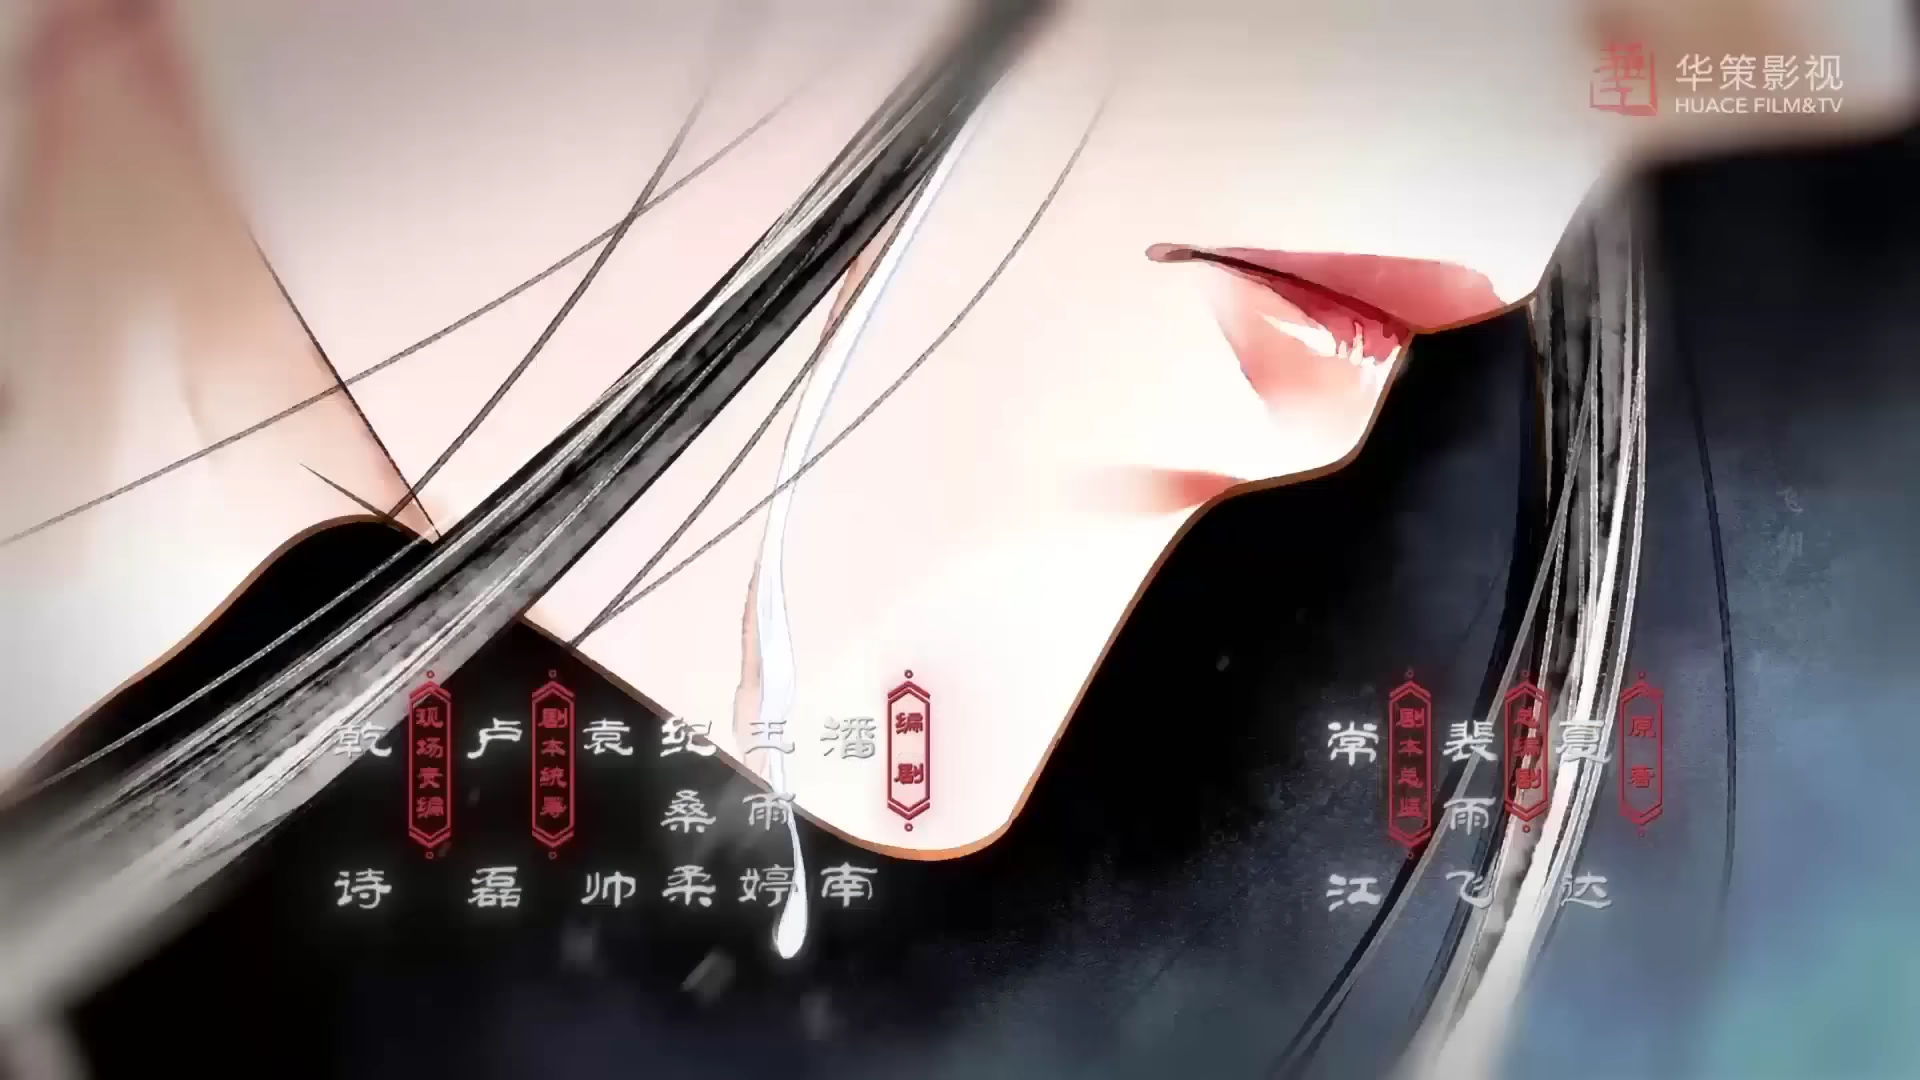 华策影视
HUACE FILM&TV
原著
夏达
总编剧
裴雨飞
剧本总监
常江
编剧
潘南
王雨婷
纪桑柔
袁帅
剧本统筹
卢磊
现场责编
乾诗